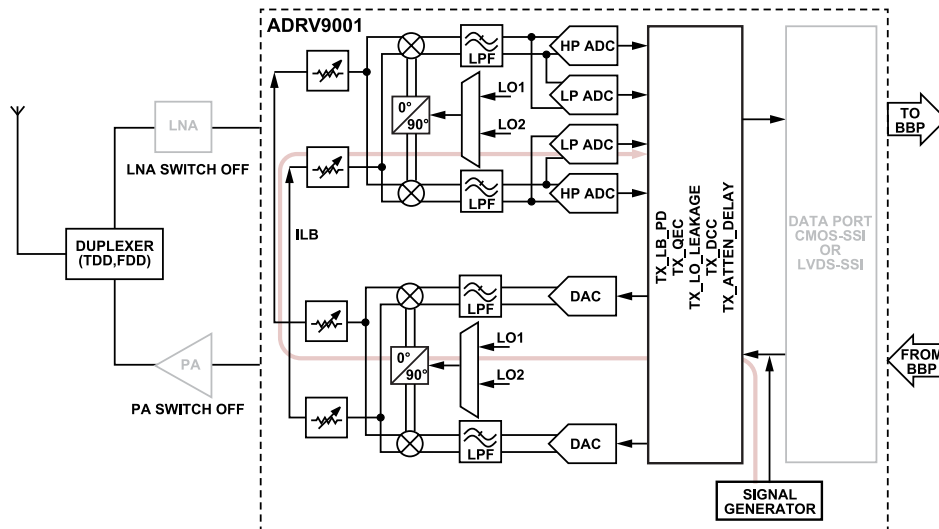 ADRV9001
LNA
LNA SWITCH OFF
DUPLEXER
(TDD,FDD)
PA
PA SWITCH OFF
ILB
LPF
HP ADC
LP ADC
0°
90°
LO1
LO2
LP ADC
LPF
HP ADC
LPF
DAC
0°
90°
LO1
LO2
LPF
DAC
TX_LB_PD
TX_QEC
TX_LO_LEAKAGE
TX_DCC
TX_ATTEN_DELAY
DATA PORT
CMOS-SSI
OR
LVDS-SSI
TO
BBP
FROM
BBP
SIGNAL
GENERATOR